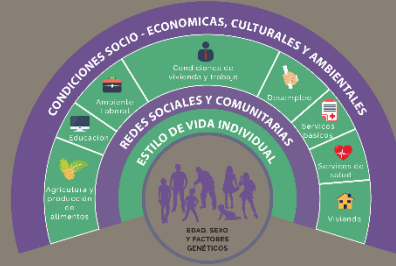 CONDICIONES SOCIO - ECONOMICAS, CULTURALES Y AMBIENTALES
Condiciones de
vivienda y trabajo
Ambiente
Laboral
Desempleo
Educación
Servicios
básicos
Agricultura y
producción
de
alimentos
Servicios de
salud
Vivienda
REDES SOCIALES Y COMUNITARIAS
ESTILO DE VIDA INDIVIDUAL
EDAD, SEXO
Y FACTORES
GENÉTICOS